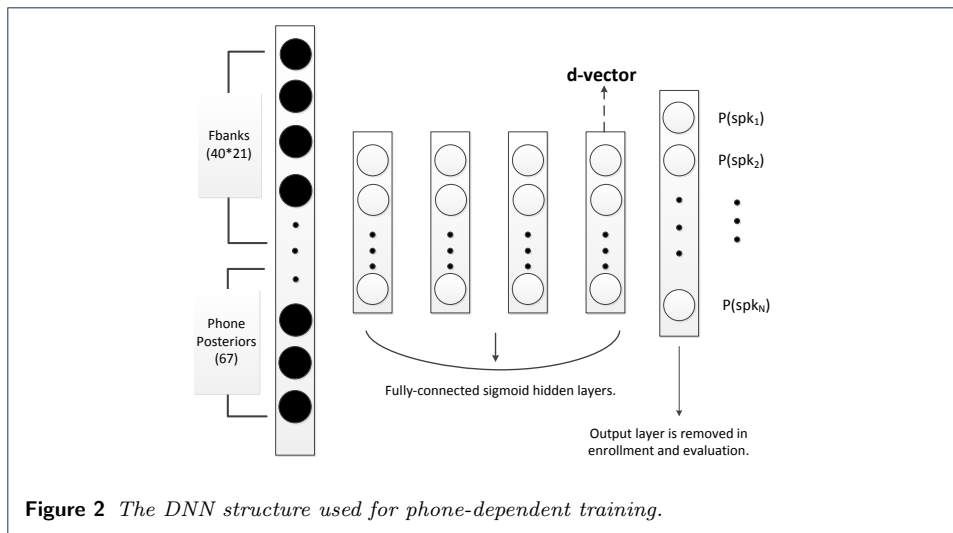 d-vector
Fbanks
(40*21)
P(spk1)
P(spk2)
Phone
Posteriors
(67)
P(spkN)
Fully-connected sigmoid hidden layers.
Output layer is removed in
enrollment and evaluation.
Figure 2 The DNN structure used for phone-dependent training.